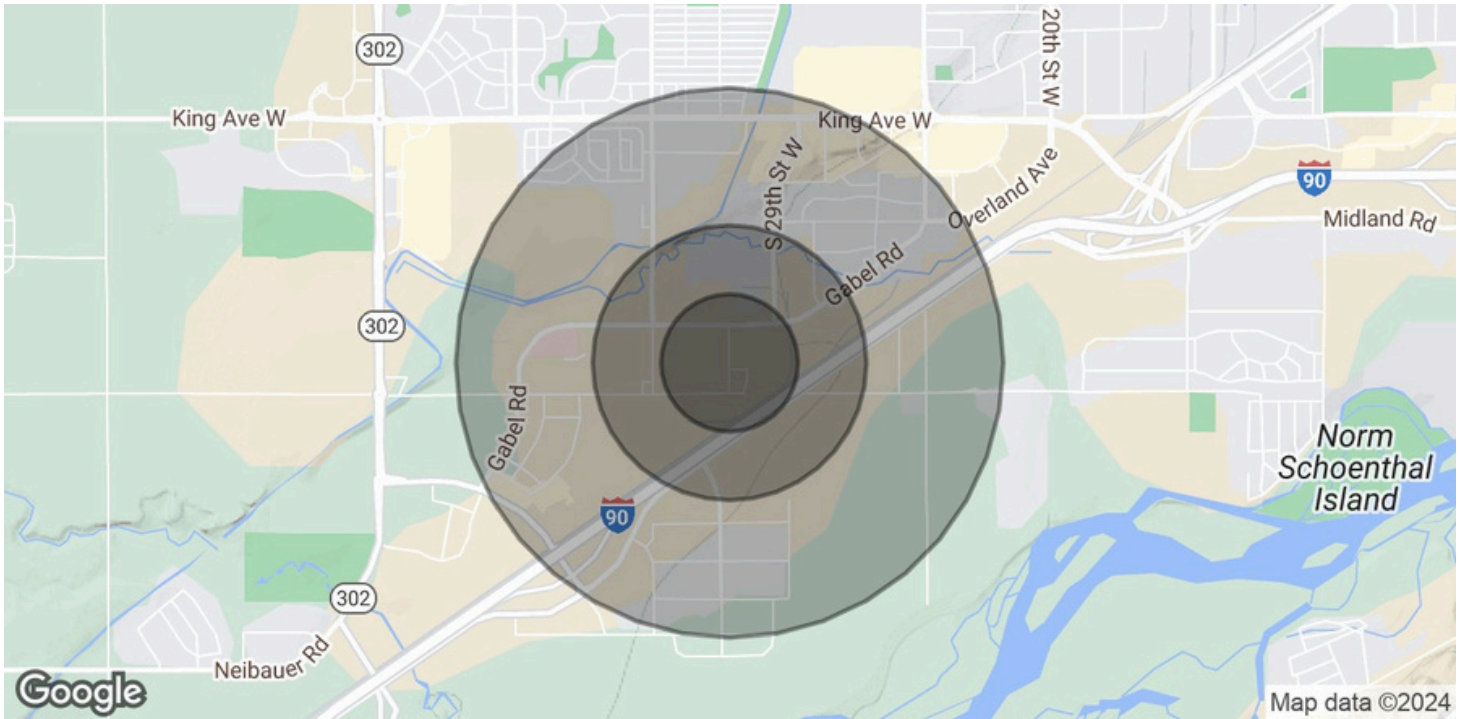 302
20th St W
King Ave W
King Ave W
S 29th St W
Overland Ave
90
Midland Rd
Gabel Rd
302
Gabel Rd
Norm
Schoenthal
Island
90
302
Neibauer Rd
Google
Map data ©2024